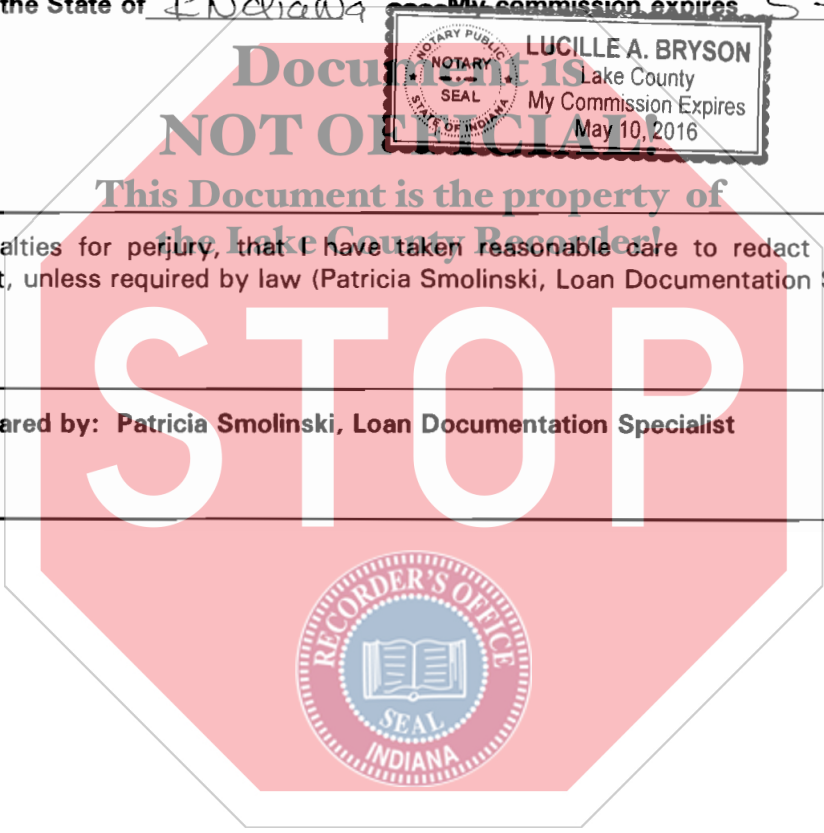 the State of Indiana My commission expires 5
NOTARY PUBLIC
NOTARY
SEAL
STATE OF INDIANA
LUCILLE A. BRYSON
Lake County
My Commission Expires
May 10, 2016
Document is
NOT OFFICIAL!
This Document is the property of
the Lake County Recorder!
alties for perjury, that I have taken reasonable care to redact
t, unless required by law (Patricia Smolinski, Loan Documentation S
STOP
ared by: Patricia Smolinski, Loan Documentation Specialist
RECORDER'S OFFICE
SEAL
INDIANA